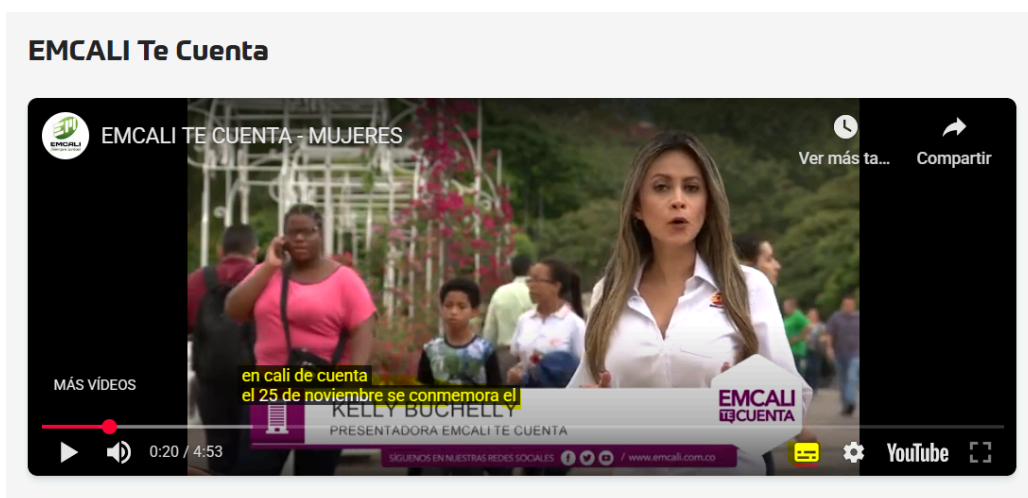 EMCALI Te Cuenta
EMCALI
EMCALI TE CUENTA - MUJERES
Ver más ta...
Compartir
MÁS VÍDEOS
en cali de cuenta
el 25 de noviembre se conmemora el
KELLY BUCHELLY
PRESENTADORA EMCALI TE CUENTA
EMCALI
TE CUENTA
SÍGUENOS EN NUESTRAS REDES SOCIALES / www.emcali.com.co
0:20 / 4:53
YouTube